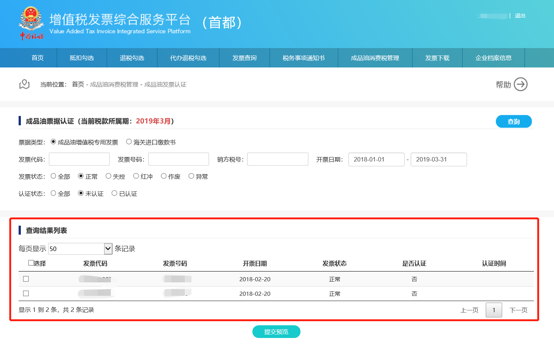 增值税发票综合服务平台 （首都）
Value Added Tax Invoice Integrated Service Platform
| 退出
首页 抵扣勾选 退税勾选 代办退税勾选 发票查询 税务事项通知书 成品油消费税管理 发票下载 企业档案信息
当前位置： 首页 - 成品油消费税管理 - 成品油发票认证 帮助
成品油票据认证（当前税款所属期：2019年3月） 查询
票据类型： 成品油增值税专用发票 海关进口缴款书
发票代码： 发票号码： 销方税号： 开票日期： 2018-01-01 - 2019-03-31
发票状态： 全部 正常 失控 红冲 作废 异常
认证状态： 全部 未认证 已认证
查询结果列表
每页显示 50 条记录
选择 发票代码 发票号码 开票日期 发票状态 是否认证 认证时间
2018-02-20 正常 否
2018-02-20 正常 否
显示 1 到 2 条，共 2 条记录 上一页 1 下一页
提交预览